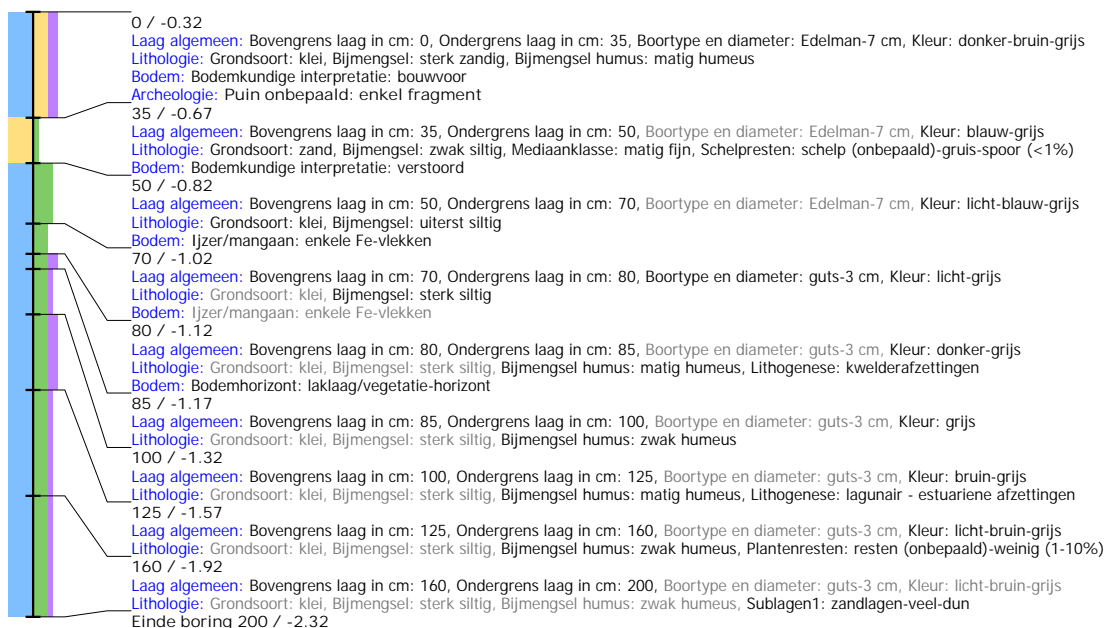 0 / -0.32
Laag algemeen: Bovengrens laag in cm: 0, Ondergrens laag in cm: 35, Boortype en diameter: Edelman-7 cm, Kleur: donker-bruin-grijs
Lithologie: Grondsoort: klei, Bijmengsel: sterk zandig, Bijmengsel humus: matig humeus
Bodem: Bodemkundige interpretatie: bouwvoor
Archeologie: Puin onbepaald: enkel fragment
35 / -0.67
Laag algemeen: Bovengrens laag in cm: 35, Ondergrens laag in cm: 50, Boortype en diameter: Edelman-7 cm, Kleur: blauw-grijs
Lithologie: Grondsoort: zand, Bijmengsel: zwak siltig, Mediaanklasse: matig fijn, Schelpresten: schelp (onbepaald)-gruis-spoor (<1%)
Bodem: Bodemkundige interpretatie: verstoord
50 / -0.82
Laag algemeen: Bovengrens laag in cm: 50, Ondergrens laag in cm: 70, Boortype en diameter: Edelman-7 cm, Kleur: licht-blauw-grijs
Lithologie: Grondsoort: klei, Bijmengsel: uiterst siltig
Bodem: Ijzer/mangaan: enkele Fe-vlekken
70 / -1.02
Laag algemeen: Bovengrens laag in cm: 70, Ondergrens laag in cm: 80, Boortype en diameter: guts-3 cm, Kleur: licht-grijs
Lithologie: Grondsoort: klei, Bijmengsel: sterk siltig
Bodem: Ijzer/mangaan: enkele Fe-vlekken
80 / -1.12
Laag algemeen: Bovengrens laag in cm: 80, Ondergrens laag in cm: 85, Boortype en diameter: guts-3 cm, Kleur: donker-grijs
Lithologie: Grondsoort: klei, Bijmengsel: sterk siltig, Bijmengsel humus: matig humeus, Lithogenese: kwelderafzettingen
Bodem: Bodemhorizont: laklaag/vegetatie-horizont
85 / -1.17
Laag algemeen: Bovengrens laag in cm: 85, Ondergrens laag in cm: 100, Boortype en diameter: guts-3 cm, Kleur: grijs
Lithologie: Grondsoort: klei, Bijmengsel: sterk siltig, Bijmengsel humus: zwak humeus
100 / -1.32
Laag algemeen: Bovengrens laag in cm: 100, Ondergrens laag in cm: 125, Boortype en diameter: guts-3 cm, Kleur: bruin-grijs
Lithologie: Grondsoort: klei, Bijmengsel: sterk siltig, Bijmengsel humus: matig humeus, Lithogenese: lagunair - estuariene afzettingen
125 / -1.57
Laag algemeen: Bovengrens laag in cm: 125, Ondergrens laag in cm: 160, Boortype en diameter: guts-3 cm, Kleur: licht-bruin-grijs
Lithologie: Grondsoort: klei, Bijmengsel: sterk siltig, Bijmengsel humus: zwak humeus, Plantenresten: resten (onbepaald)-weinig (1-10%)
160 / -1.92
Laag algemeen: Bovengrens laag in cm: 160, Ondergrens laag in cm: 200, Boortype en diameter: guts-3 cm, Kleur: licht-bruin-grijs
Lithologie: Grondsoort: klei, Bijmengsel: sterk siltig, Bijmengsel humus: zwak humeus, Sublagen1: zandlagen-veel-dun
Einde boring 200 / -2.32